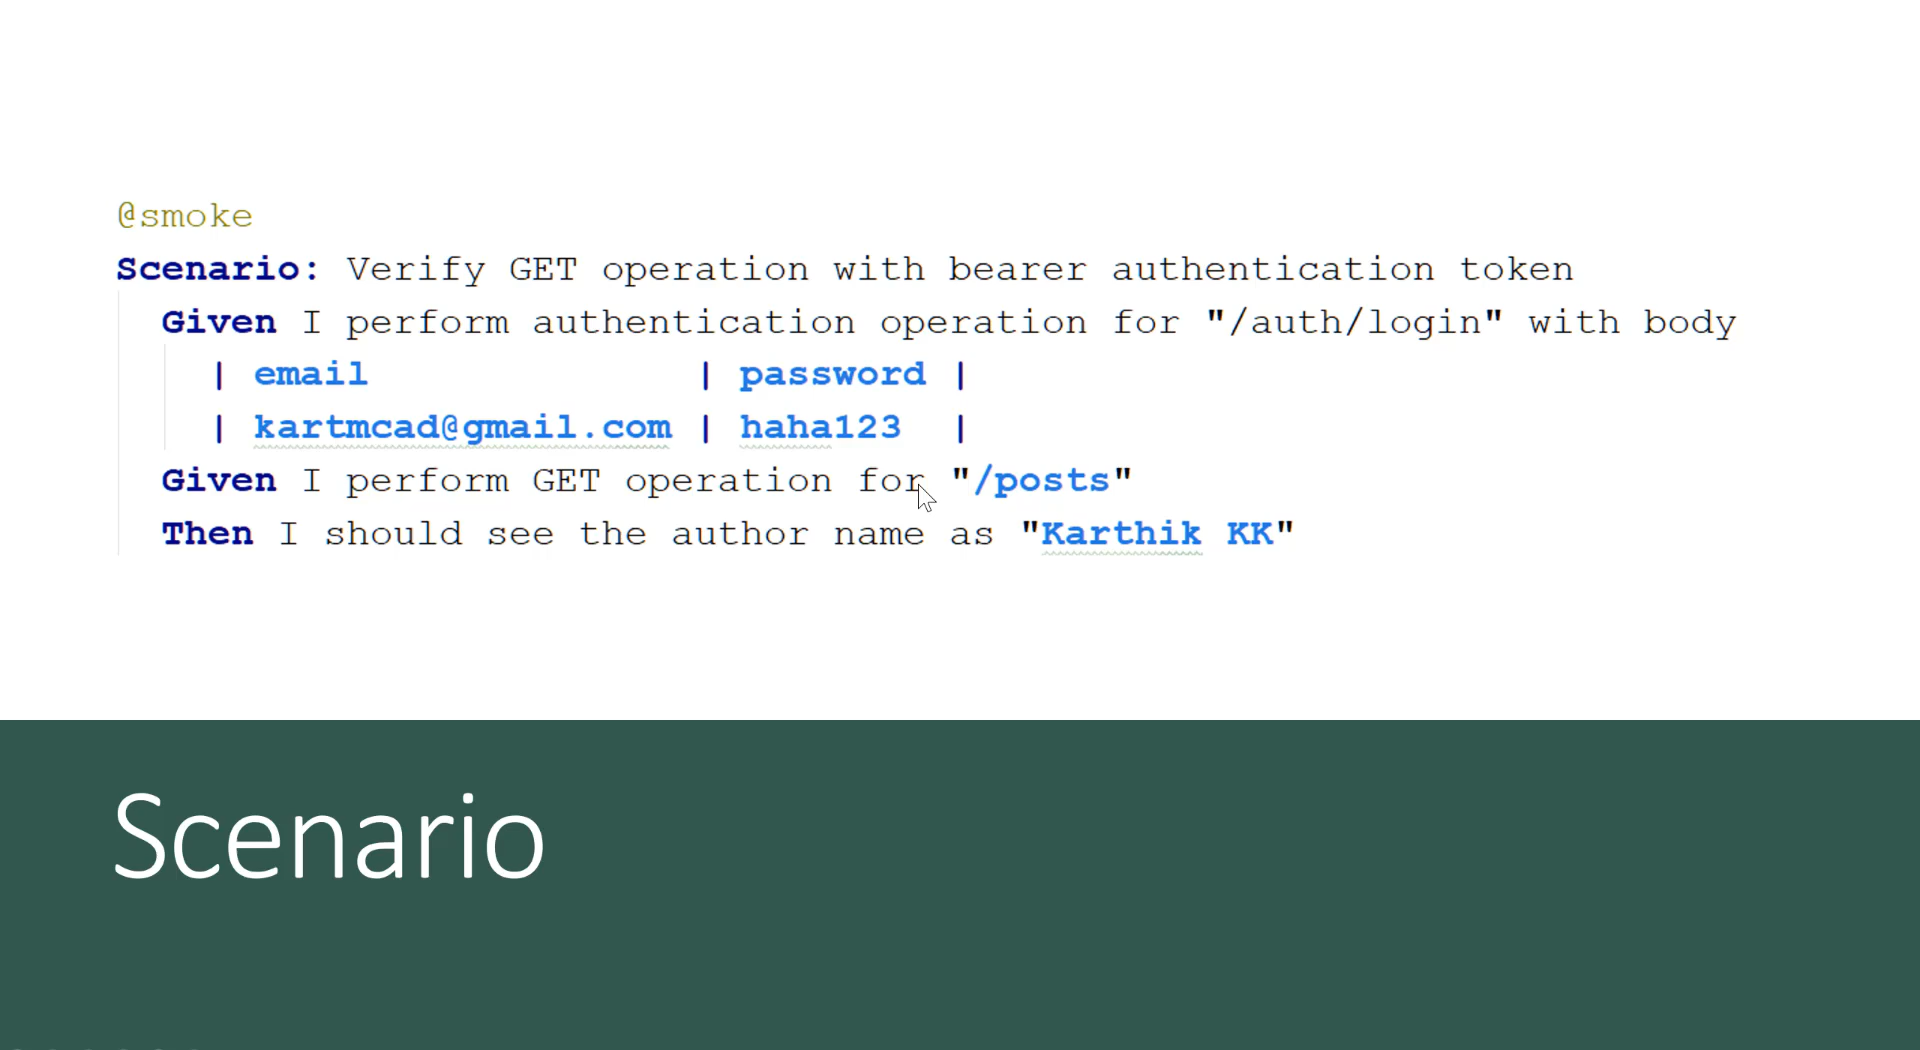 @smoke
Scenario: Verify GET operation with bearer authentication token
Given I perform authentication operation for "/auth/login" with body
| email | password |
| kartmcad@gmail.com | haha123 |
Given I perform GET operation for "/posts"
Then I should see the author name as "Karthik KK"
Scenario